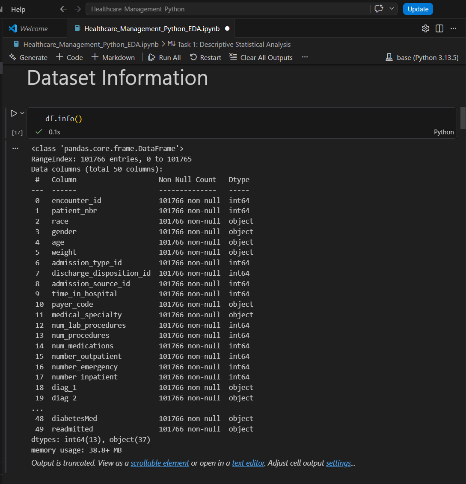 Help
Healthcare Management Python
Update
Welcome
Healthcare_Management_Python_EDA.ipynb
Healthcare_Management_Python_EDA.ipynb > Task 1: Descriptive Statistical Analysis
Generate + Code + Markdown Run All Restart Clear All Outputs ... base (Python 3.13.5)
Dataset Information
df.info()
[17] 0.1s Python
... <class 'pandas.core.frame.DataFrame'>
RangeIndex: 101766 entries, 0 to 101765
Data columns (total 50 columns):
# Column Non-Null Count Dtype
--- ------ -------------- -----
0 encounter_id 101766 non-null int64
1 patient_nbr 101766 non-null int64
2 race 101766 non-null object
3 gender 101766 non-null object
4 age 101766 non-null object
5 weight 101766 non-null object
6 admission_type_id 101766 non-null int64
7 discharge_disposition_id 101766 non-null int64
8 admission_source_id 101766 non-null int64
9 time_in_hospital 101766 non-null int64
10 payer_code 101766 non-null object
11 medical_specialty 101766 non-null object
12 num_lab_procedures 101766 non-null int64
13 num_procedures 101766 non-null int64
14 num_medications 101766 non-null int64
15 number_outpatient 101766 non-null int64
16 number_emergency 101766 non-null int64
17 number_inpatient 101766 non-null int64
18 diag_1 101766 non-null object
19 diag_2 101766 non-null object
...
48 diabetesMed 101766 non-null object
49 readmitted 101766 non-null object
dtypes: int64(13), object(37)
memory usage: 38.8+ MB
Output is truncated. View as a scrollable element or open in a text editor. Adjust cell output settings...